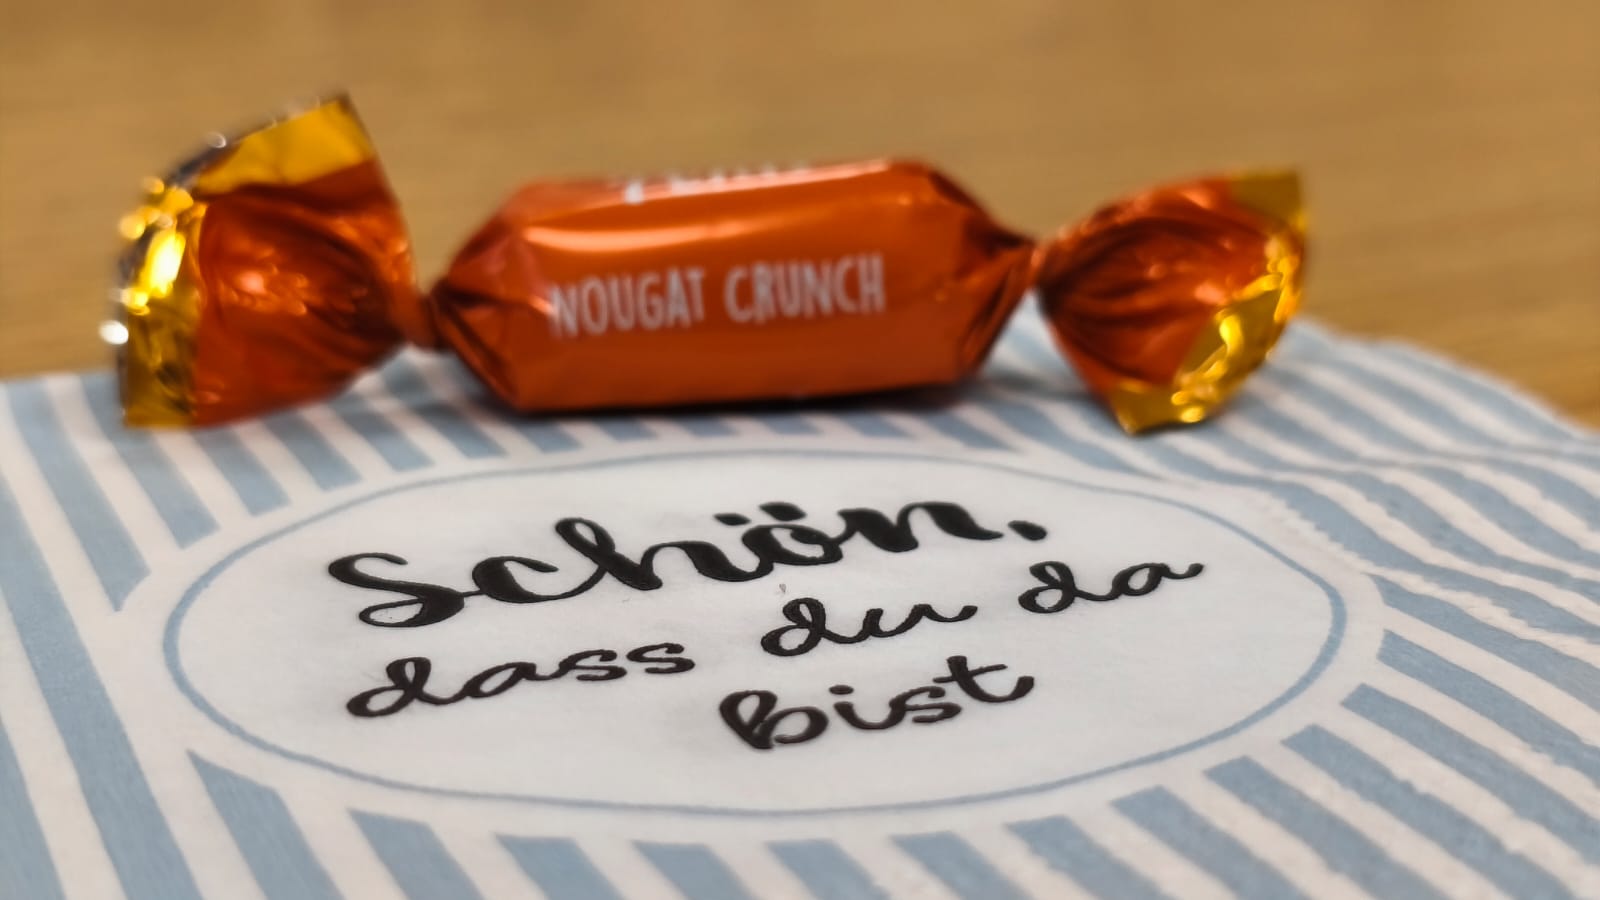 NOUGAT CRUNCH
Schön,
dass du da
Bist